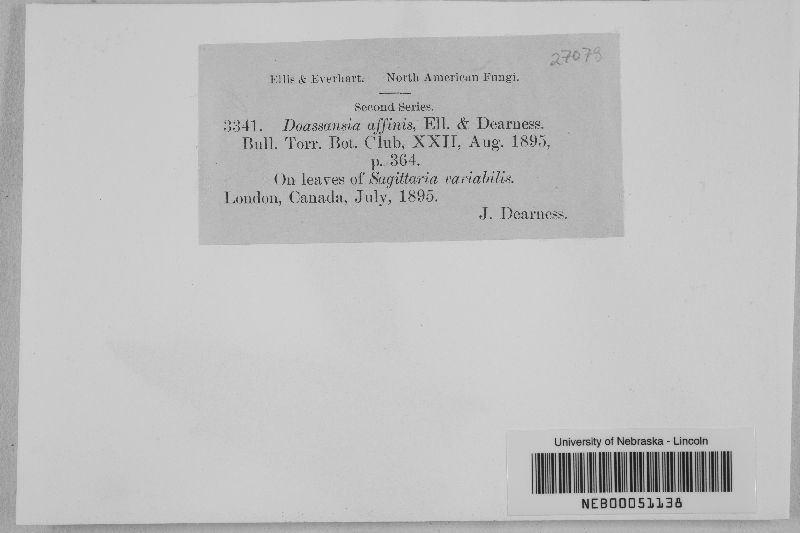 27078
Ellis & Everhart. North American Fungi.
Second Series.
3341. Doassansia affinis, Ell. & Dearness.
Bull. Torr. Bot. Club, XXII, Aug. 1895,
p. 364.
On leaves of Sagittaria variabilis.
London, Canada, July, 1895.
J. Dearness.
University of Nebraska - Lincoln
NEB00051138